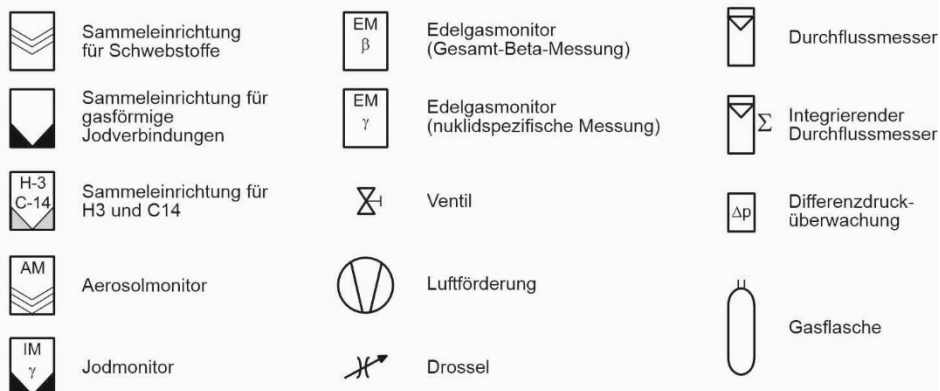 Sammeleinrichtung
für Schwebstoffe
Sammeleinrichtung für
gasförmige
Jodverbindungen
H-3
C-14
Sammeleinrichtung für
H3 und C14
AM
Aerosolmonitor
IM
γ
Jodmonitor
EM
β
Edelgasmonitor
(Gesamt-Beta-Messung)
EM
γ
Edelgasmonitor
(nuklidspezifische Messung)
Ventil
Luftförderung
Drossel
Durchflussmesser
Σ
Integrierender
Durchflussmesser
Δp
Differenzdruck-
überwachung
Gasflasche